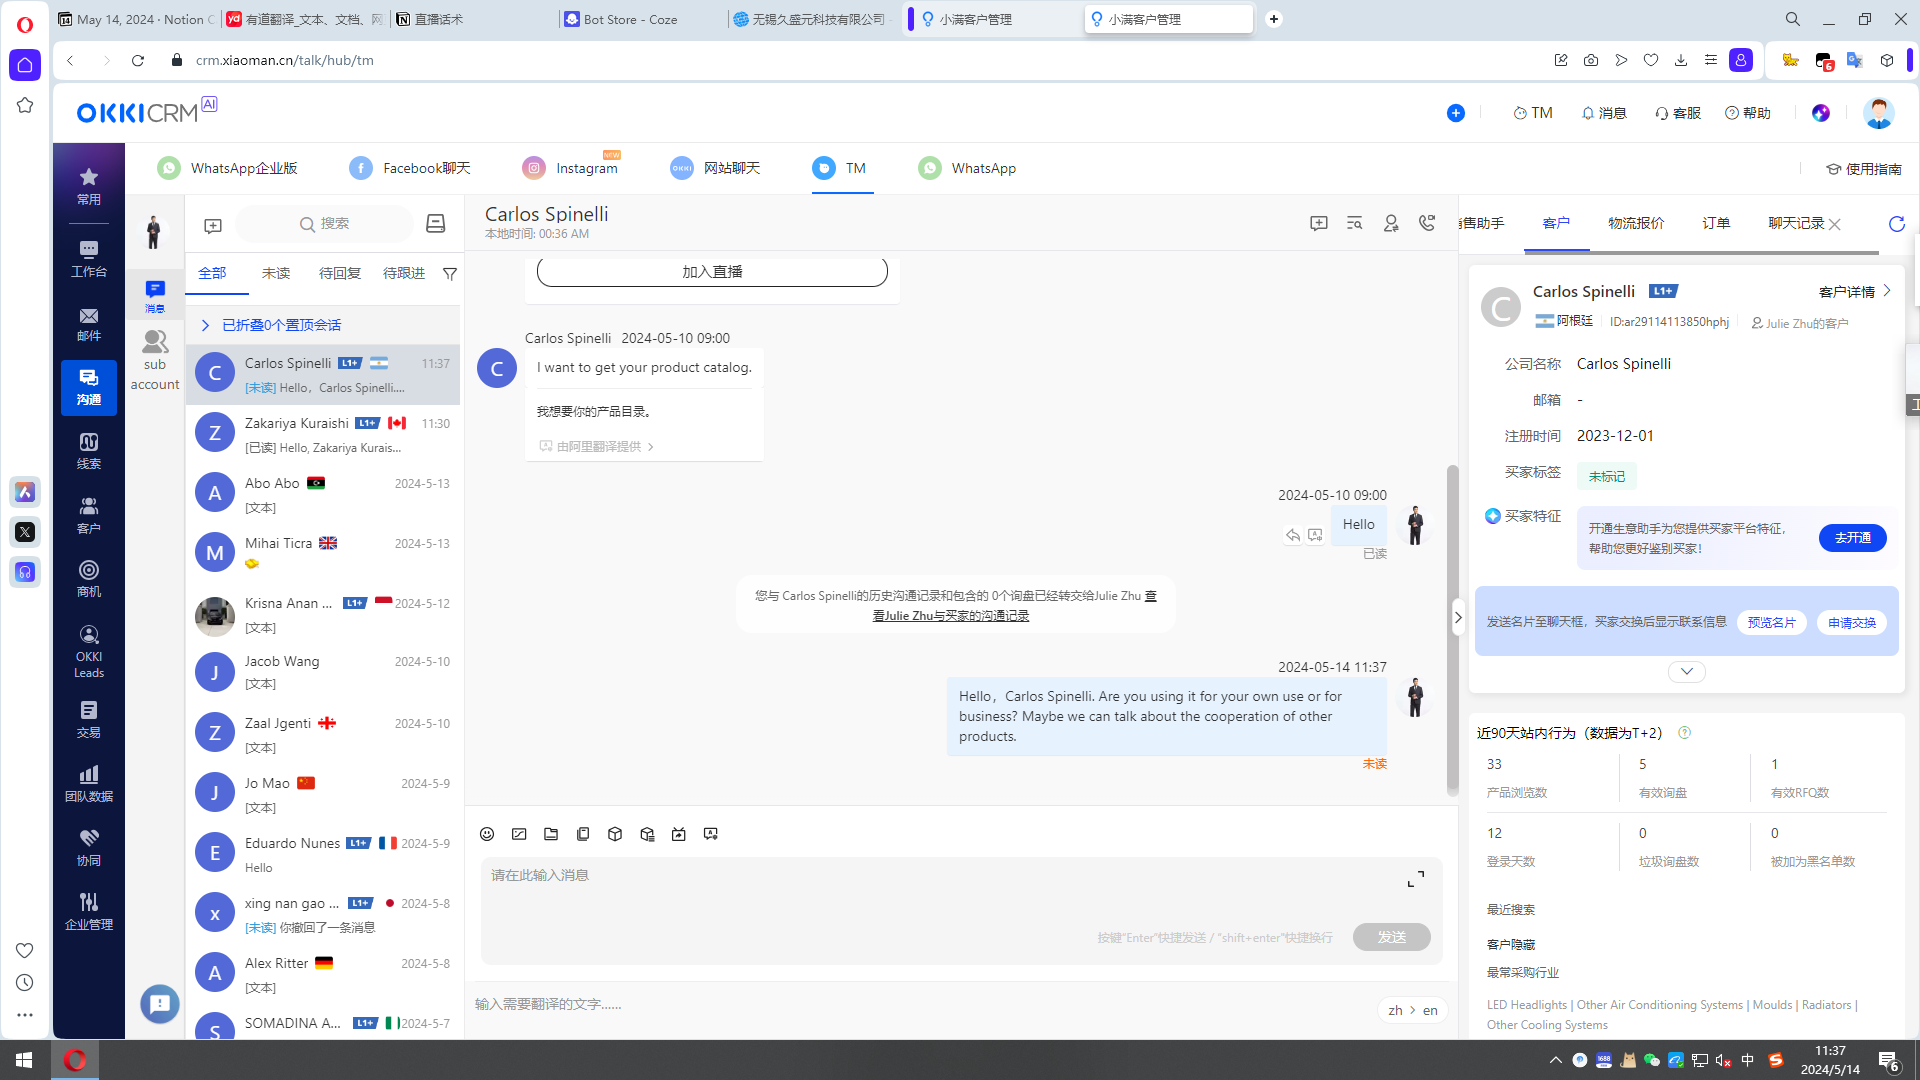 May 14, 2024 · Notion C
有道翻译_文本、文档、网
直播话术
Bot Store - Coze
无锡久盛元科技有限公司
小满客户管理
小满客户管理
crm.xiaoman.cn/talk/hub/tm
6
OKKICRM AI
TM
消息
客服
帮助
WhatsApp企业版
Facebook聊天
NEW
Instagram
OKKI
网站聊天
TM
WhatsApp
使用指南
常用
工作台
邮件
沟通
线索
客户
商机
OKKI
Leads
交易
团队数据
协同
企业管理
消息
sub
account
搜索
全部
未读
待回复
待跟进
已折叠0个置顶会话
C
Carlos Spinelli L1+ 11:37
[未读] Hello，Carlos Spinelli....
Z
Zakariya Kuraishi L1+ 11:30
[已读] Hello, Zakariya Kurais...
A
Abo Abo 2024-5-13
[文本]
M
Mihai Ticra 2024-5-13
Krisna Anan ... L1+ 2024-5-12
[文本]
J
Jacob Wang 2024-5-10
[文本]
Z
Zaal Jgenti 2024-5-10
[文本]
J
Jo Mao 2024-5-9
[文本]
E
Eduardo Nunes L1+ 2024-5-9
Hello
x
xing nan gao ... L1+ 2024-5-8
[未读] 你撤回了一条消息
A
Alex Ritter 2024-5-8
[文本]
S
SOMADINA A... L1+ 2024-5-7
Carlos Spinelli
本地时间: 00:36 AM
加入直播
Carlos Spinelli 2024-05-10 09:00
C
I want to get your product catalog.
我想要你的产品目录。
由阿里翻译提供
2024-05-10 09:00
Hello
已读
您与 Carlos Spinelli的历史沟通记录和包含的 0个询盘已经转交给Julie Zhu 查
看Julie Zhu与买家的沟通记录
2024-05-14 11:37
Hello，Carlos Spinelli. Are you using it for your own use or for
business? Maybe we can talk about the cooperation of other
products.
未读
请在此输入消息
按键"Enter"快捷发送 / "shift+enter"快捷换行
发送
输入需要翻译的文字......
zh > en
销售助手
客户
物流报价
订单
聊天记录
C
Carlos Spinelli L1+
客户详情
阿根廷
ID:ar29114113850hphj
Julie Zhu的客户
公司名称 Carlos Spinelli
邮箱 -
注册时间 2023-12-01
买家标签 未标记
买家特征
开通生意助手为您提供买家平台特征，
帮助您更好鉴别买家！
去开通
发送名片至聊天框，买家交换后显示联系信息
预览名片
申请交换
近90天站内行为（数据为T+2）
33
产品浏览数
5
有效询盘
1
有效RFQ数
12
登录天数
0
垃圾询盘数
0
被加为黑名单数
最近搜索
客户隐藏
最常采购行业
LED Headlights | Other Air Conditioning Systems | Moulds | Radiators |
Other Cooling Systems
1688
中
11:37
2024/5/14
6